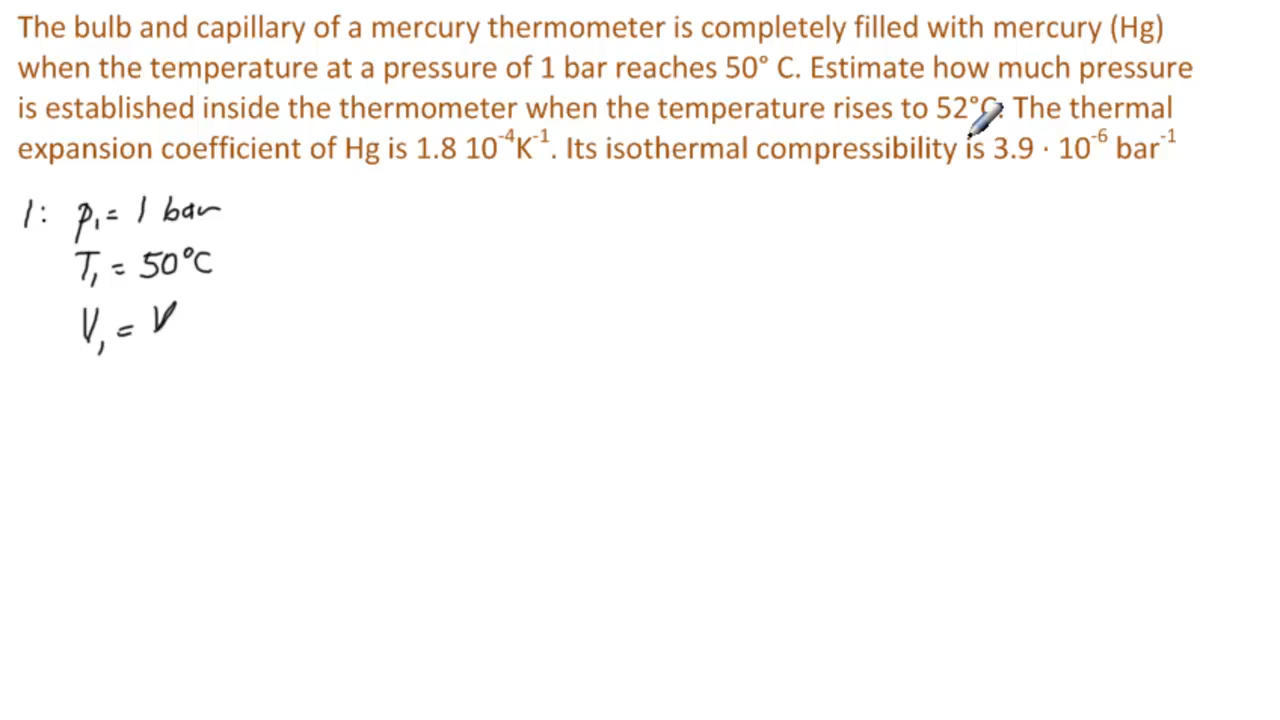 The bulb and capillary of a mercury thermometer is completely filled with mercury (Hg)
when the temperature at a pressure of 1 bar reaches 50° C. Estimate how much pressure
is established inside the thermometer when the temperature rises to 52°C. The thermal
expansion coefficient of Hg is 1.8 10⁻⁴K⁻¹. Its isothermal compressibility is 3.9 · 10⁻⁶ bar⁻¹
1: p₁ = 1 bar
T₁ = 50°C
V₁ = V